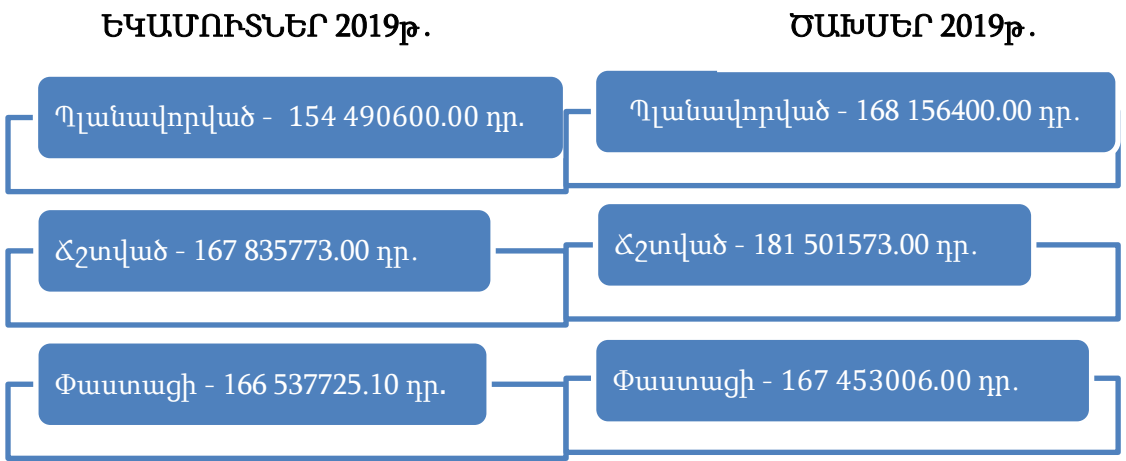 ԵԿԱՄՈՒՏՆԵՐ 2019թ.
Պլանավորված - 154 490600.00 դր.
Ճշտված - 167 835773.00 դր.
Փաստացի - 166 537725.10 դր.
ԾԱԽՍԵՐ 2019թ.
Պլանավորված - 168 156400.00 դր.
Ճշտված - 181 501573.00 դր.
Փաստացի - 167 453006.00 դր.